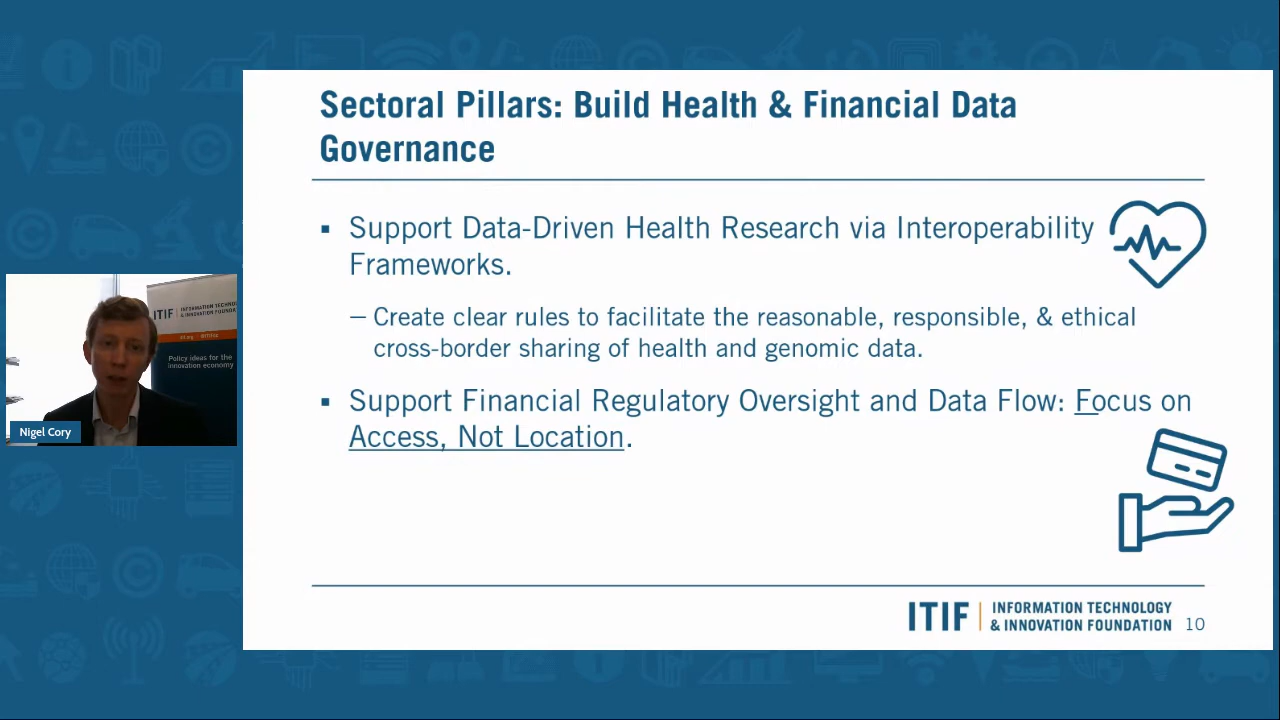 Sectoral Pillars: Build Health & Financial Data
Governance
▪ Support Data-Driven Health Research via Interoperability
Frameworks.
– Create clear rules to facilitate the reasonable, responsible, & ethical
cross-border sharing of health and genomic data.
▪ Support Financial Regulatory Oversight and Data Flow: Focus on
Access, Not Location.
ITIF
INFORMATION TECHNOLOGY
& INNOVATION FOUNDATION
10
ITIF
INFORMATION
& INNOVATION
Policy ideas for the
innovation economy
Nigel Cory